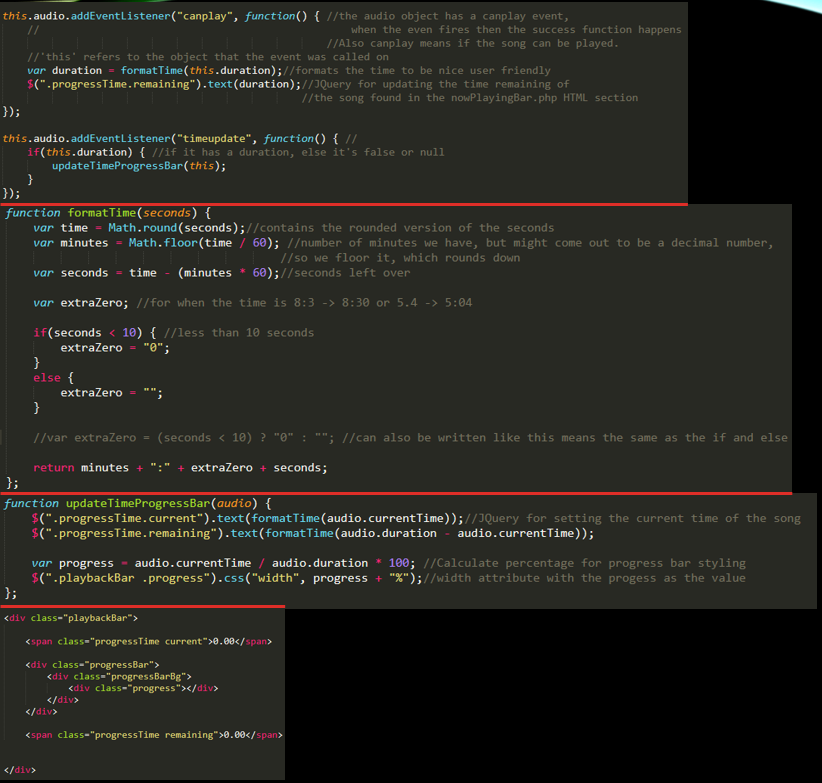 this.audio.addEventListener("canplay", function() { //the audio object has a canplay event,
// when the even fires then the success function happens
//Also canplay means if the song can be played.
//'this' refers to the object that the event was called on
var duration = formatTime(this.duration);//formats the time to be nice user friendly
$(".progressTime.remaining").text(duration);//JQuery for updating the time remaining of
//the song found in the nowPlayingBar.php HTML section
});
this.audio.addEventListener("timeupdate", function() { //
if(this.duration) { //if it has a duration, else it's false or null
updateTimeProgressBar(this);
}
});
function formatTime(seconds) {
var time = Math.round(seconds);//contains the rounded version of the seconds
var minutes = Math.floor(time / 60); //number of minutes we have, but might come out to be a decimal number,
//so we floor it, which rounds down
var seconds = time - (minutes * 60);//seconds left over
var extraZero; //for when the time is 8:3 -> 8:30 or 5.4 -> 5:04
if(seconds < 10) { //less than 10 seconds
extraZero = "0";
}
else {
extraZero = "";
}
//var extraZero = (seconds < 10) ? "0" : ""; //can also be written like this means the same as the if and else
return minutes + ":" + extraZero + seconds;
};
function updateTimeProgressBar(audio) {
$(".progressTime.current").text(formatTime(audio.currentTime));//JQuery for setting the current time of the song
$(".progressTime.remaining").text(formatTime(audio.duration - audio.currentTime));
var progress = audio.currentTime / audio.duration * 100; //Calculate percentage for progress bar styling
$(".playbackBar .progress").css("width", progress + "%");//width attribute with the progess as the value
};
<div class="playbackBar">
<span class="progressTime current">0.00</span>
<div class="progressBar">
<div class="progressBarBg">
<div class="progress"></div>
</div>
</div>
<span class="progressTime remaining">0.00</span>
</div>